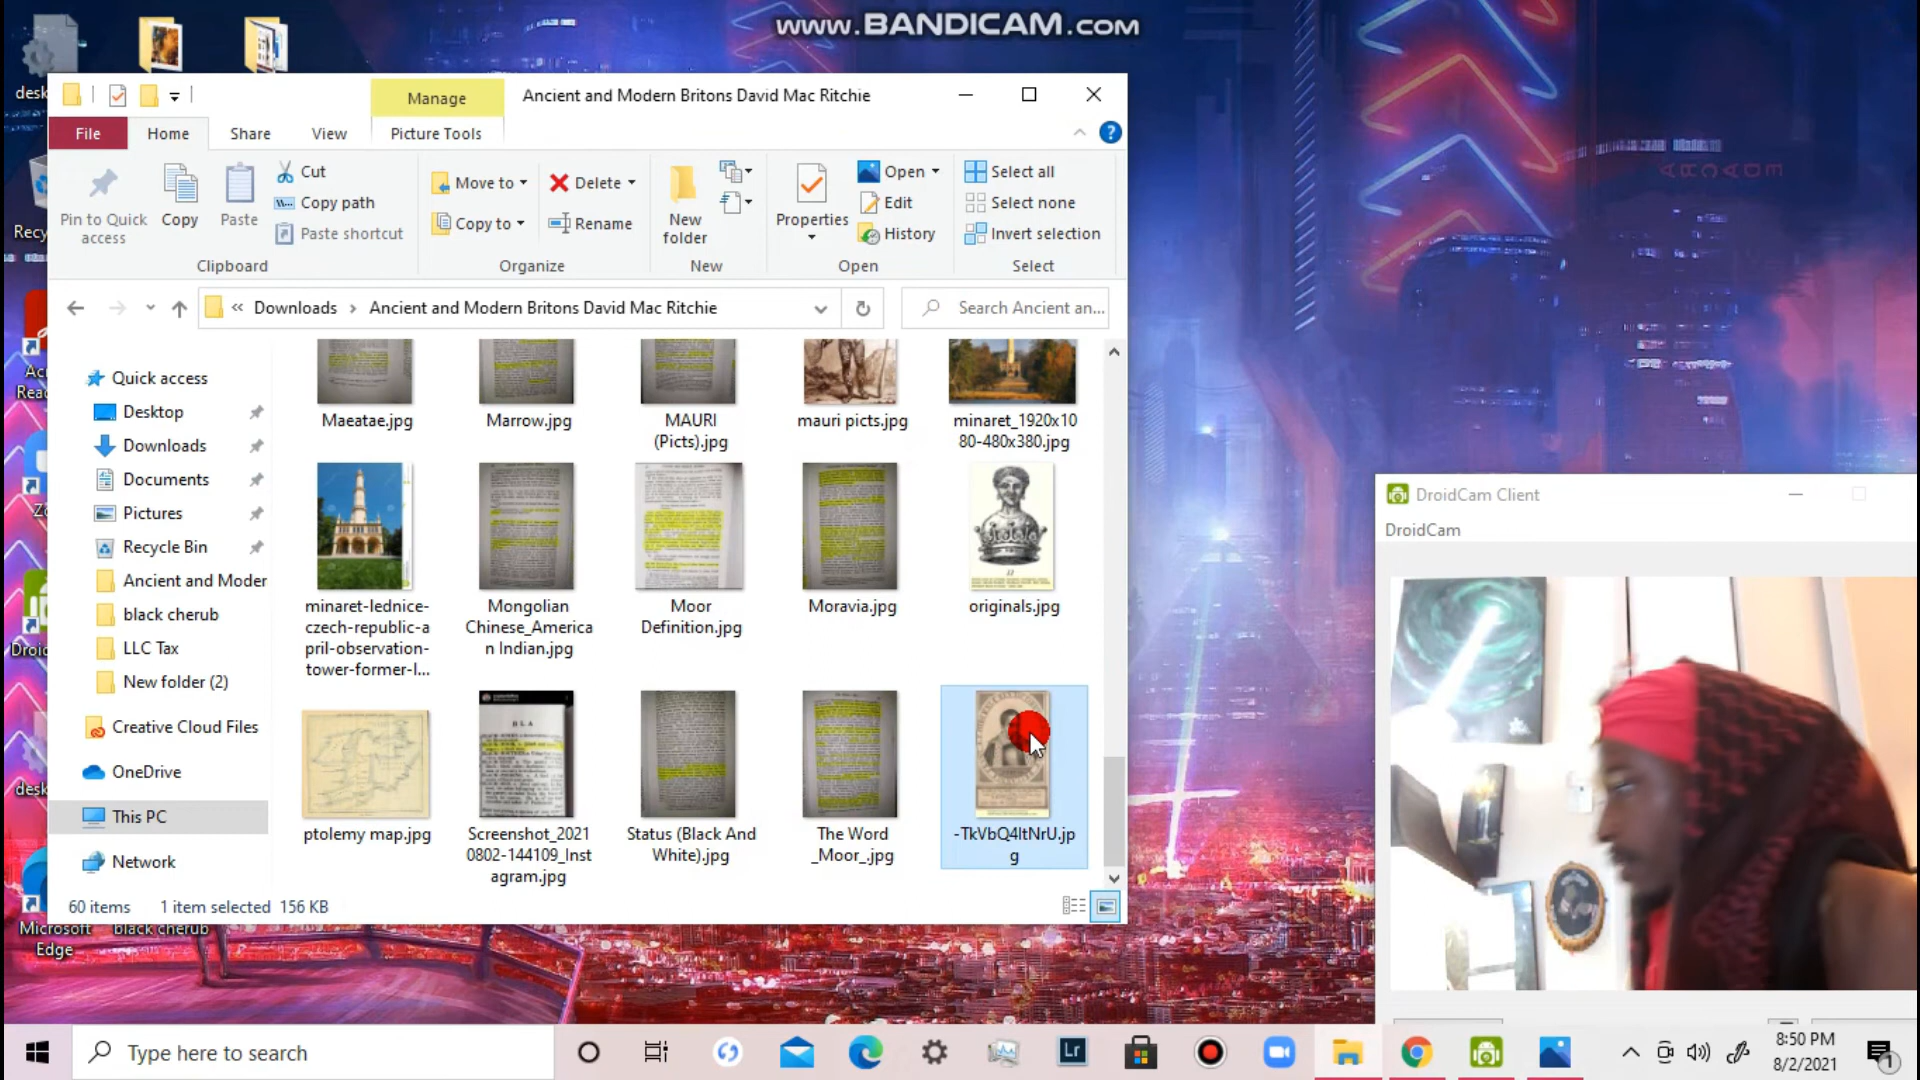 www.BANDICAM.com
Manage
Ancient and Modern Britons David Mac Ritchie
File
Home
Share
View
Picture Tools
Pin to Quick access
Copy
Paste
Cut
Copy path
Paste shortcut
Clipboard
Move to
Copy to
Delete
Rename
Organize
New folder
New
Properties
Open
Edit
History
Open
Select all
Select none
Invert selection
Select
Downloads
Ancient and Modern Britons David Mac Ritchie
Search Ancient an...
Quick access
Desktop
Downloads
Documents
Pictures
Recycle Bin
Ancient and Moder
black cherub
LLC Tax
New folder (2)
Creative Cloud Files
OneDrive
This PC
Network
Maeatae.jpg
Marrow.jpg
MAURI (Picts).jpg
mauri picts.jpg
minaret_1920x1080-480x380.jpg
minaret-lednice-czech-republic-april-observation-tower-former-l...
Mongolian Chinese_American Indian.jpg
Moor Definition.jpg
Moravia.jpg
originals.jpg
ptolemy map.jpg
BLA
Screenshot_20210802-144109_Instagram.jpg
Status (Black And White).jpg
The Word _Moor_.jpg
-TkVbQ4ltNrU.jpg
60 items
1 item selected 156 KB
Microsoft Edge
black cherub
DroidCam Client
DroidCam
Type here to search
Lr
8:50 PM
8/2/2021
1